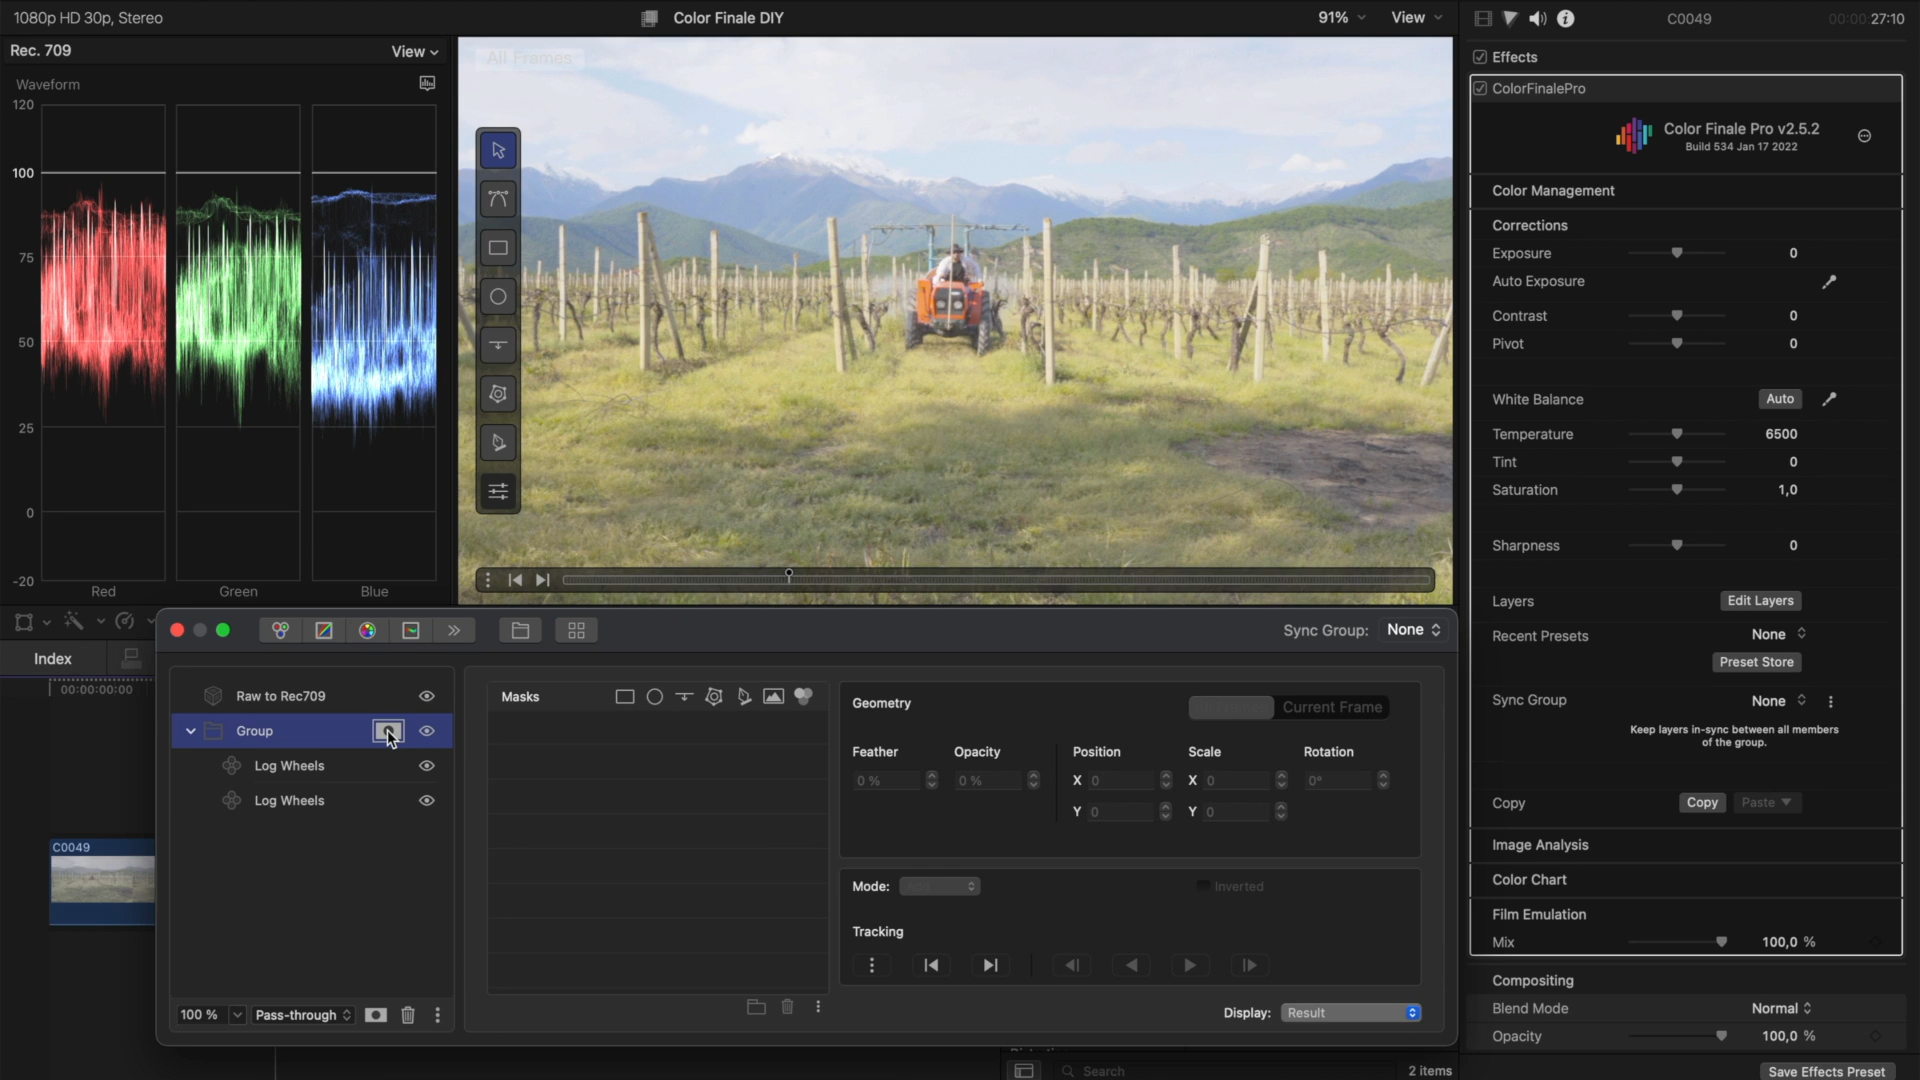 1080p HD 30p, Stereo
Color Finale DIY
91%
View
C0049
00:00:27:10
Rec. 709
View
All Frames
Effects
Waveform
ColorFinalePro
120
Color Finale Pro v2.5.2
Build 534 Jan 17 2022
100
Color Management
Corrections
Exposure
0
75
Auto Exposure
Contrast
0
50
Pivot
0
White Balance
Auto
25
Temperature
6500
Tint
0
Saturation
1,0
0
Sharpness
0
-20
Red
Green
Blue
Layers
Edit Layers
Sync Group:
None
Recent Presets
None
Index
Preset Store
00:00:00:00
Raw to Rec709
Masks
Geometry
Current Frame
Sync Group
None
Group
Keep layers in-sync between all members
of the group.
Feather
Opacity
Position
Scale
Rotation
Log Wheels
0 %
0 %
X 0
X 0
0°
Log Wheels
Y 0
Y 0
Copy
Copy
Paste
C0049
Image Analysis
Mode:
Inverted
Color Chart
Film Emulation
Tracking
Mix
100,0 %
Compositing
100 %
Pass-through
Display:
Result
Blend Mode
Normal
Opacity
100,0 %
Search
2 items
Save Effects Preset